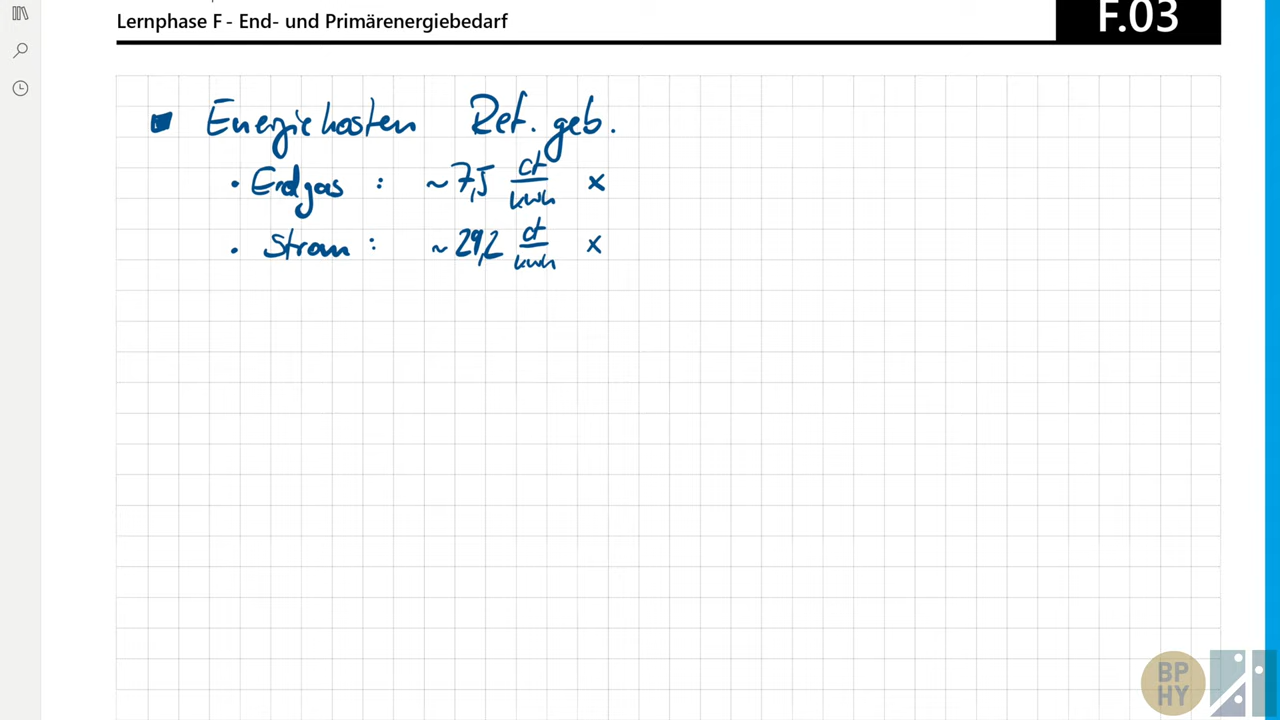 Lernphase F - End- und Primärenergiebedarf
F.03
▪ Energiekosten Ref. geb.
• Erdgas : ~7,5 ct/kWh x
• Strom : ~29,2 ct/kWh x
BP
HY